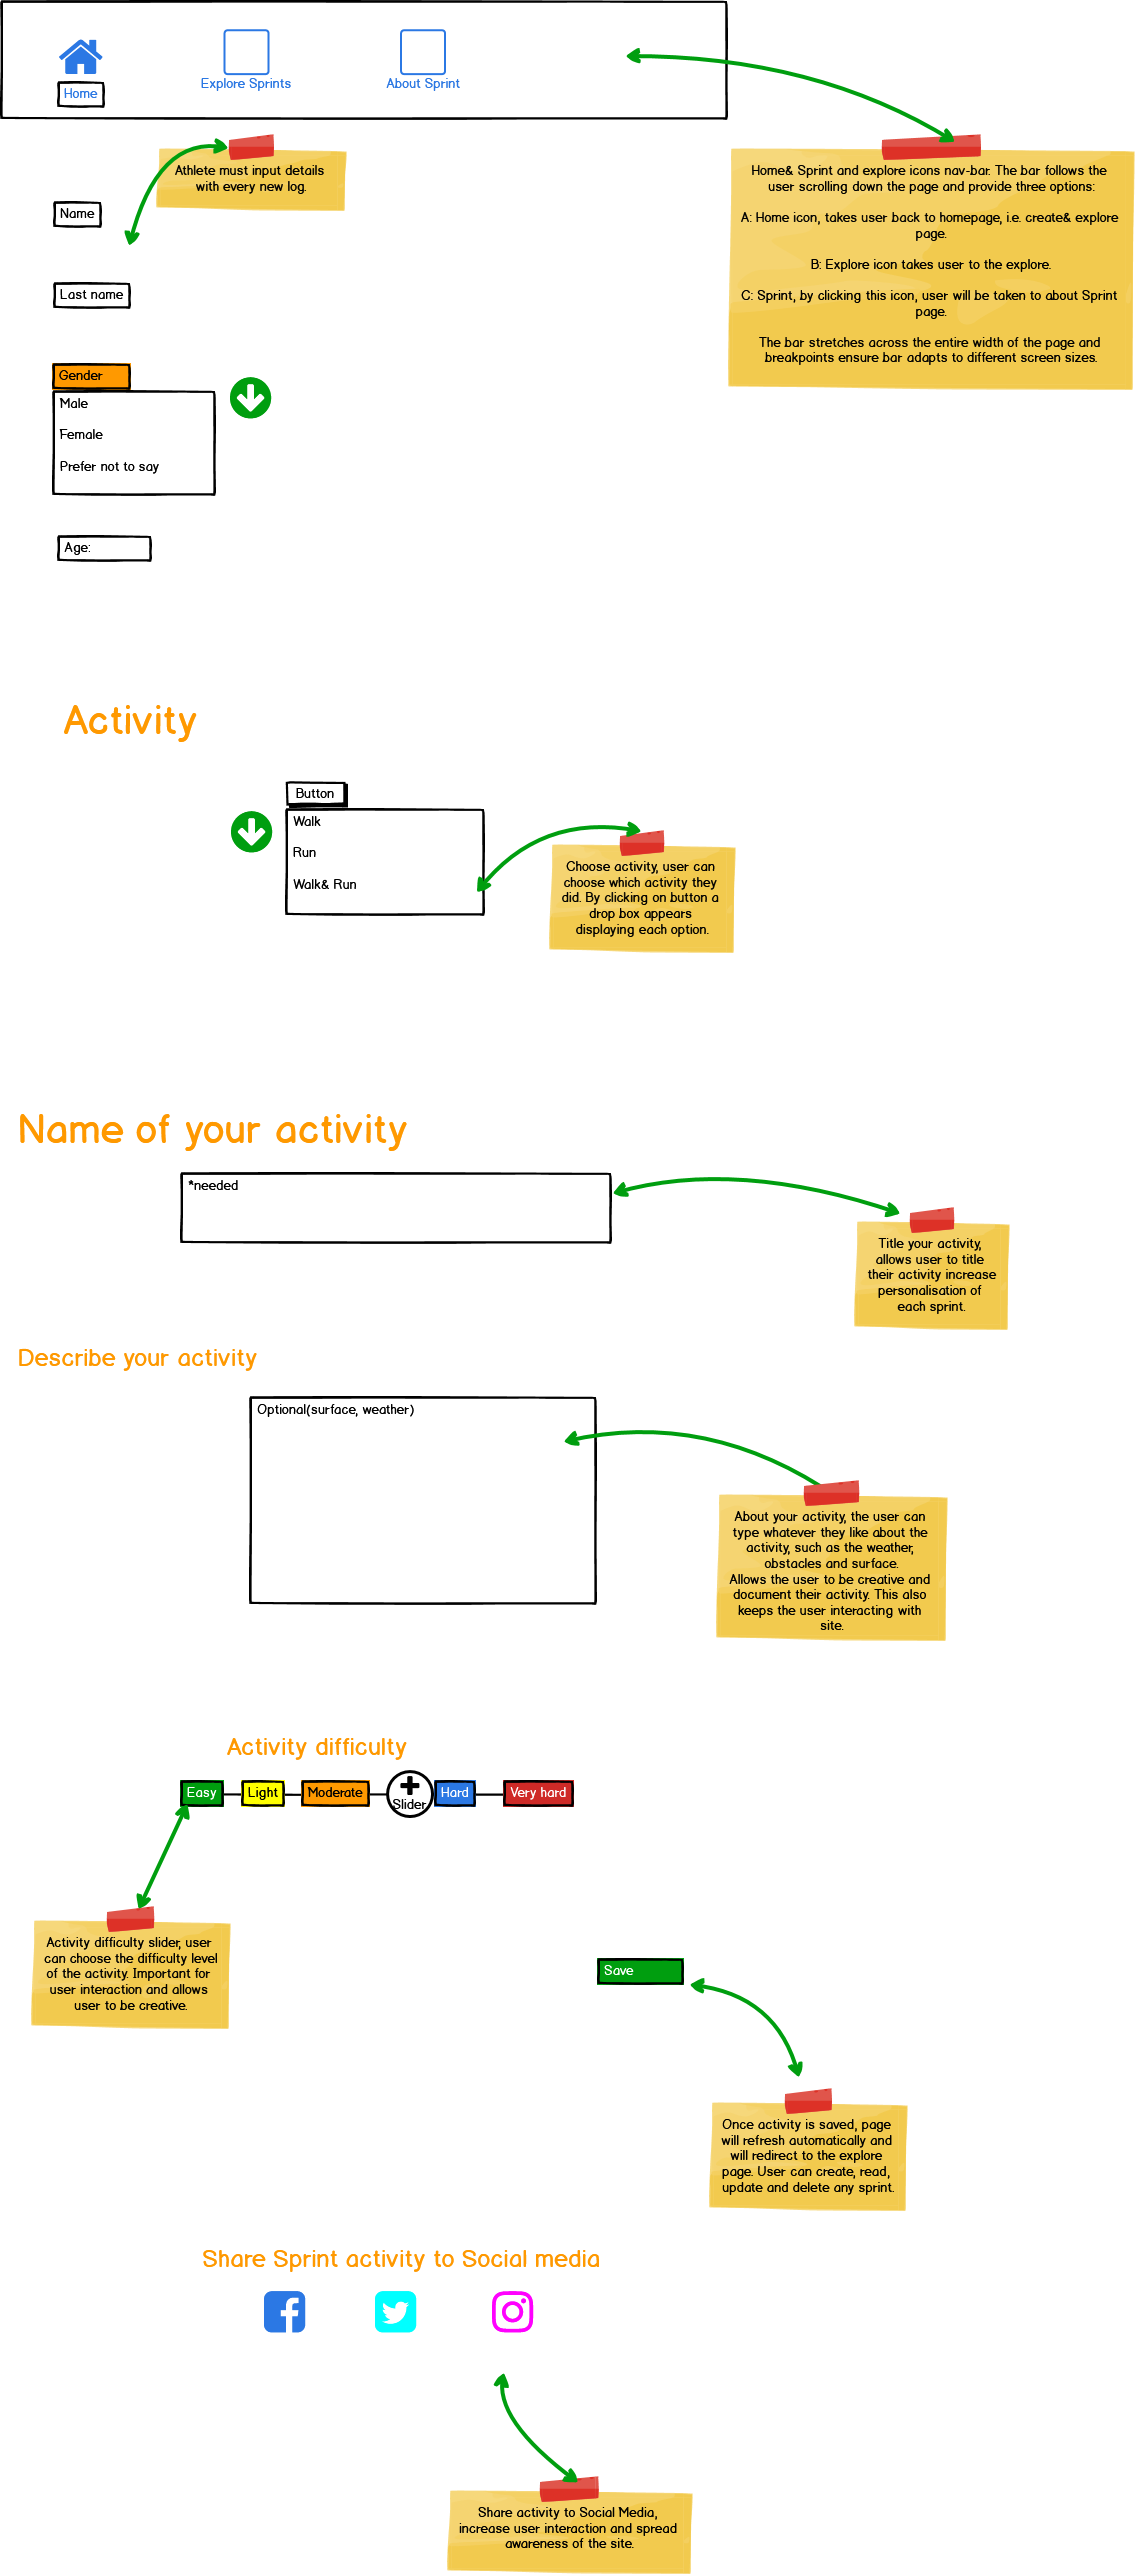 Home
Explore Sprints
About Sprint
Athlete must input details
with every new log.
Home& Sprint and explore icons nav-bar. The bar follows the
user scrolling down the page and provide three options:
A: Home icon, takes user back to homepage, i.e. create& explore
page.
B: Explore icon takes user to the explore.
C: Sprint, by clicking this icon, user will be taken to about Sprint
page.
The bar stretches across the entire width of the page and
breakpoints ensure bar adapts to different screen sizes.
Name
Last name
Gender
Male
Female
Prefer not to say
Age:
Activity
Button
Walk
Run
Walk& Run
Choose activity, user can
choose which activity they
did. By clicking on button a
drop box appears
displaying each option.
Name of your activity
*needed
Title your activity,
allows user to title
their activity increase
personalisation of
each sprint.
Describe your activity
Optional(surface, weather)
About your activity, the user can
type whatever they like about the
activity, such as the weather,
obstacles and surface.
Allows the user to be creative and
document their activity. This also
keeps the user interacting with
site.
Activity difficulty
Easy
Light
Moderate
Slider
Hard
Very hard
Activity difficulty slider, user
can choose the difficulty level
of the activity. Important for
user interaction and allows
user to be creative.
Save
Once activity is saved, page
will refresh automatically and
will redirect to the explore
page. User can create, read,
update and delete any sprint.
Share Sprint activity to Social media
Share activity to Social Media,
increase user interaction and spread
awareness of the site.